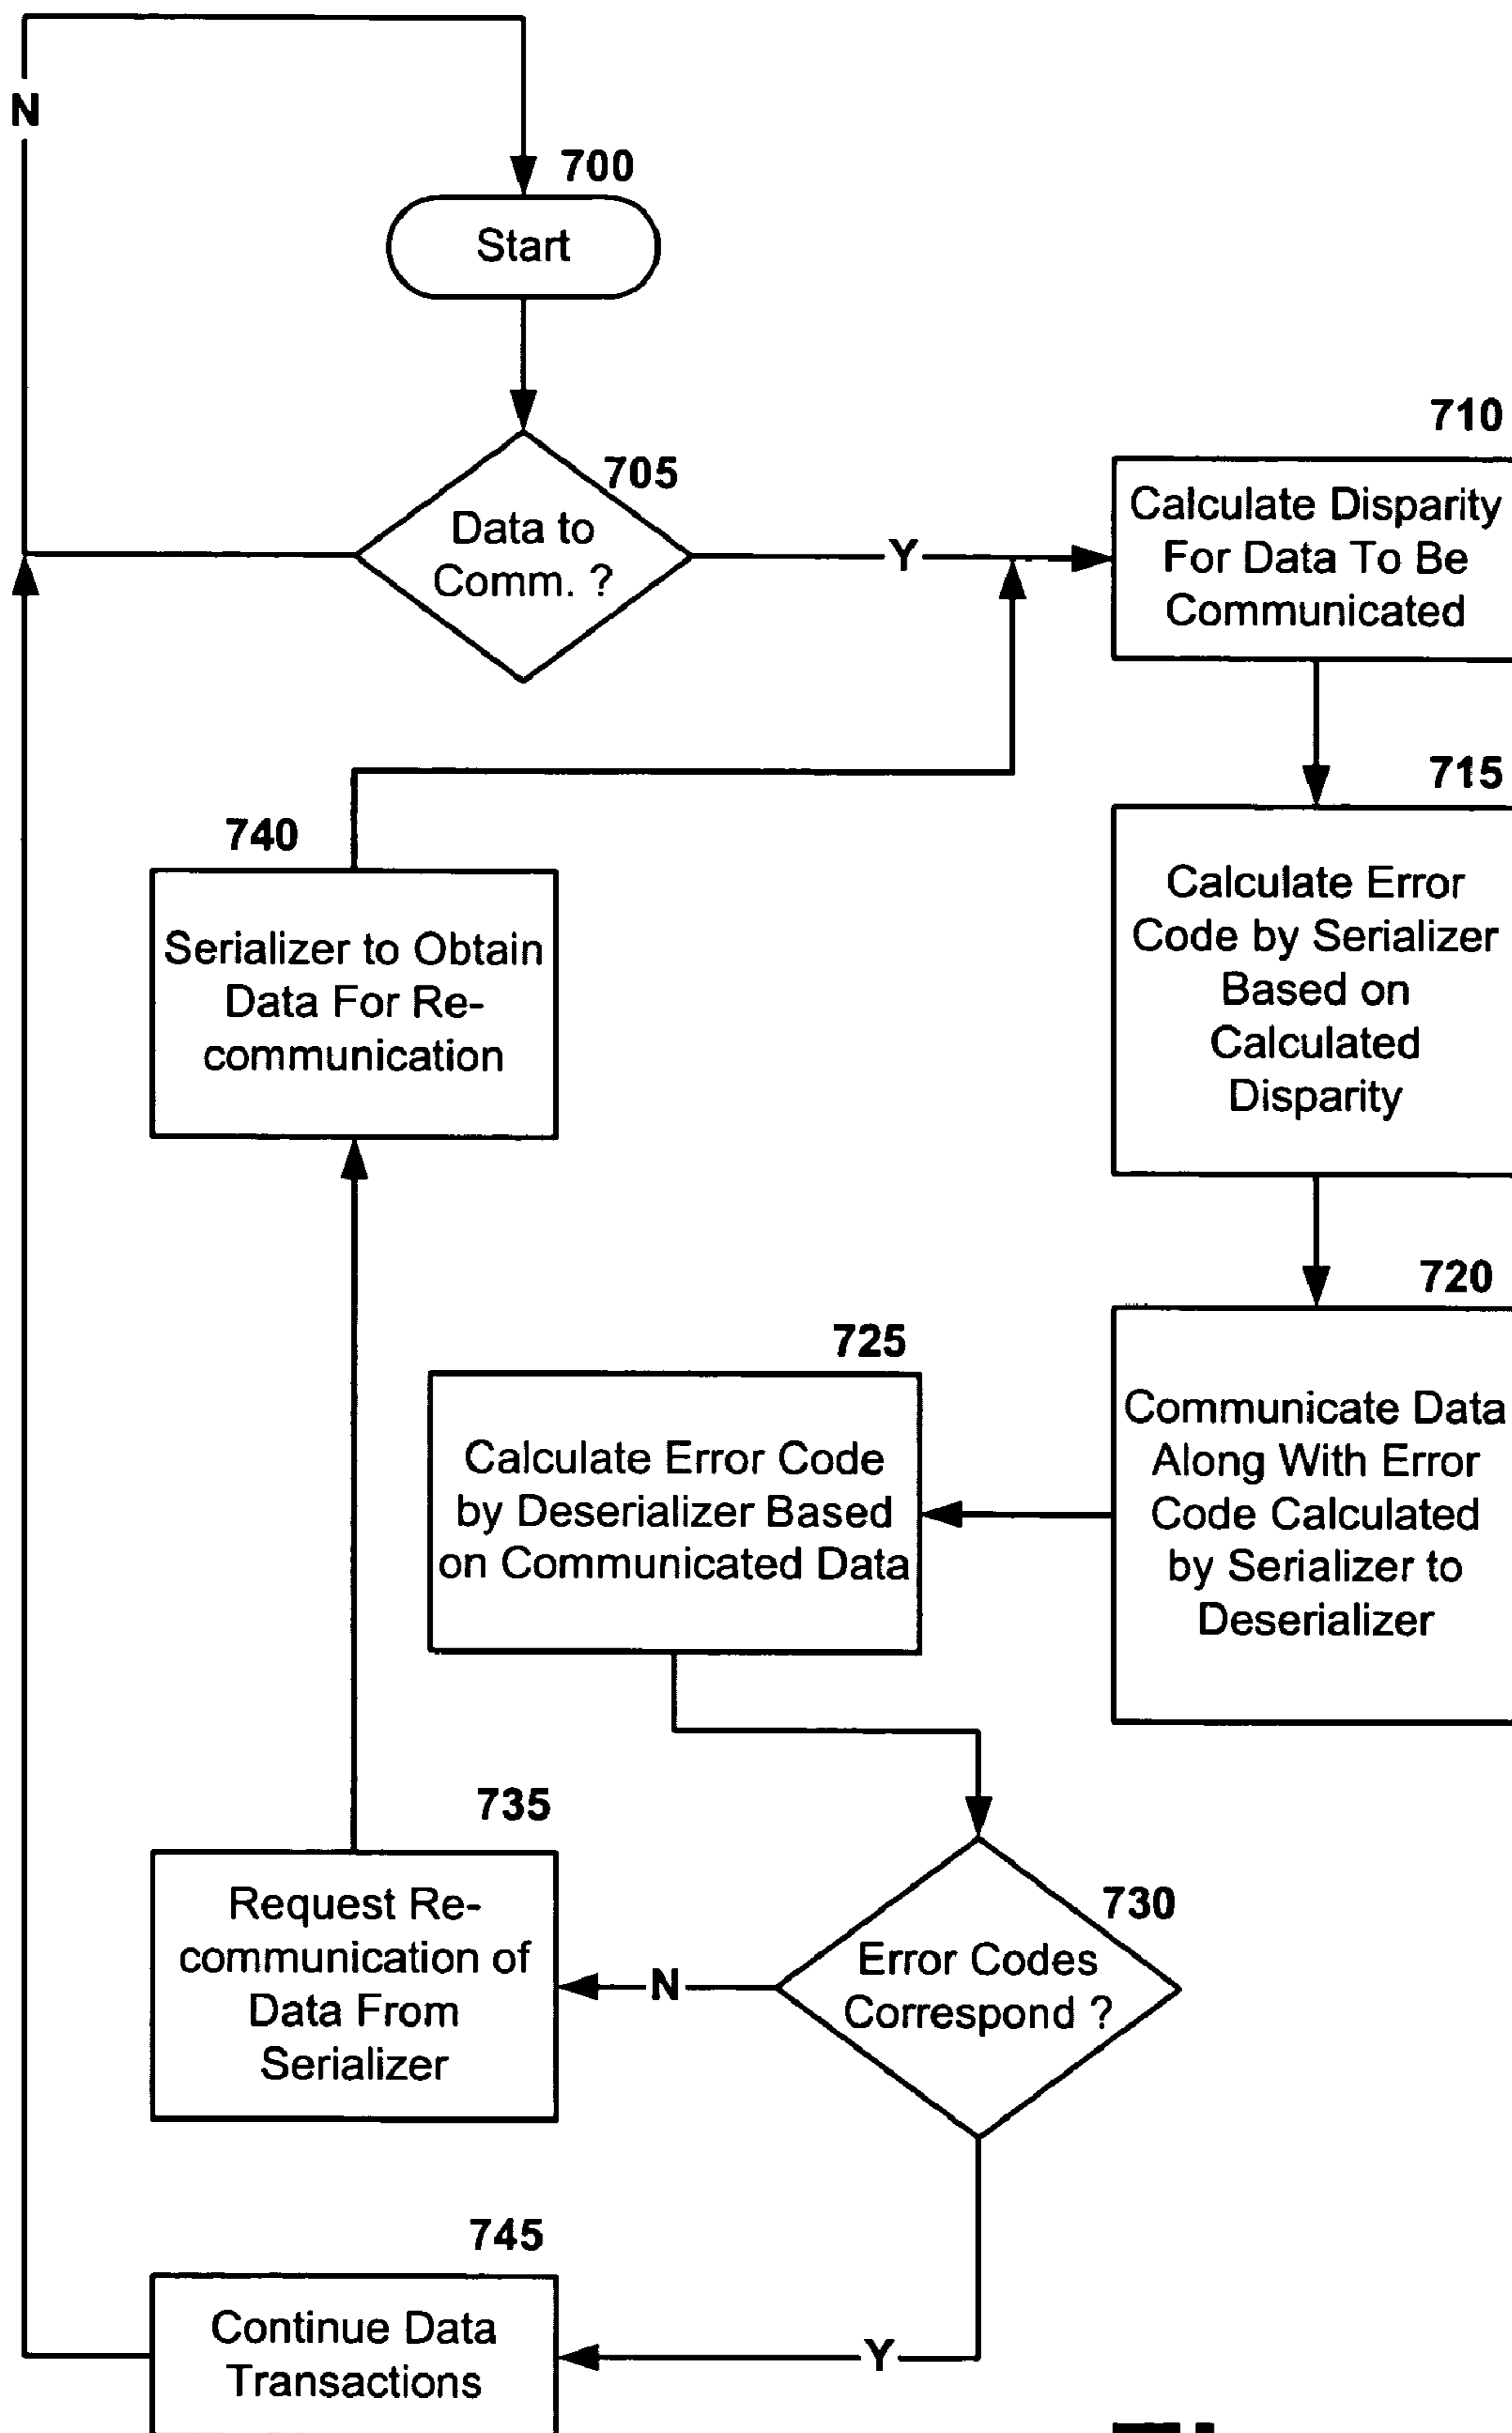 N
700
Start
705
Data to
Comm. ?
Y
710
Calculate Disparity
For Data To Be
Communicated
715
Calculate Error
Code by Serializer
Based on
Calculated
Disparity
740
Serializer to Obtain
Data For Re-
communication
720
Communicate Data
Along With Error
Code Calculated
by Serializer to
Deserializer
725
Calculate Error Code
by Deserializer Based
on Communicated Data
730
Error Codes
Correspond ?
N
735
Request Re-
communication of
Data From
Serializer
Y
745
Continue Data
Transactions